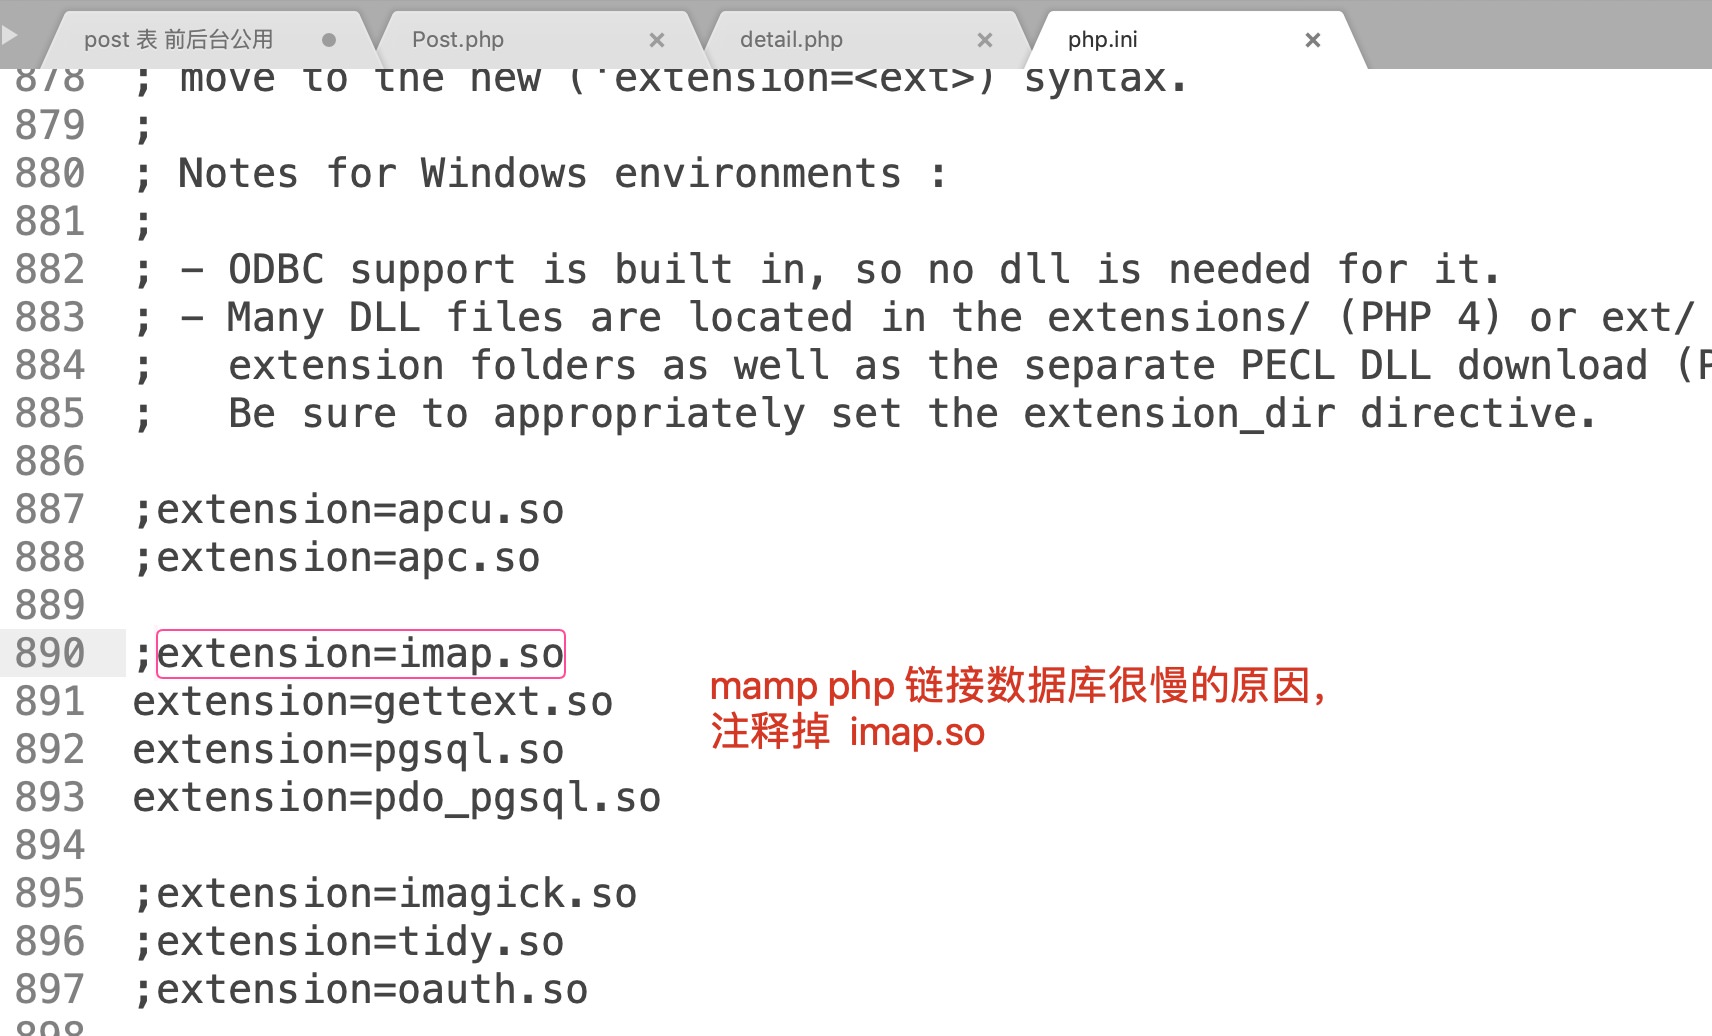 post 表 前后台公用
Post.php
detail.php
php.ini
878 ; move to the new ('extension=<ext>) syntax.
879 ;
880 ; Notes for Windows environments :
881 ;
882 ; - ODBC support is built in, so no dll is needed for it.
883 ; - Many DLL files are located in the extensions/ (PHP 4) or ext/
884 ;   extension folders as well as the separate PECL DLL download (P
885 ;   Be sure to appropriately set the extension_dir directive.
886
887 ;extension=apcu.so
888 ;extension=apc.so
889
890 ;extension=imap.so
891 extension=gettext.so
892 extension=pgsql.so
893 extension=pdo_pgsql.so
894
895 ;extension=imagick.so
896 ;extension=tidy.so
897 ;extension=oauth.so
898
mamp php 链接数据库很慢的原因,
注释掉 imap.so